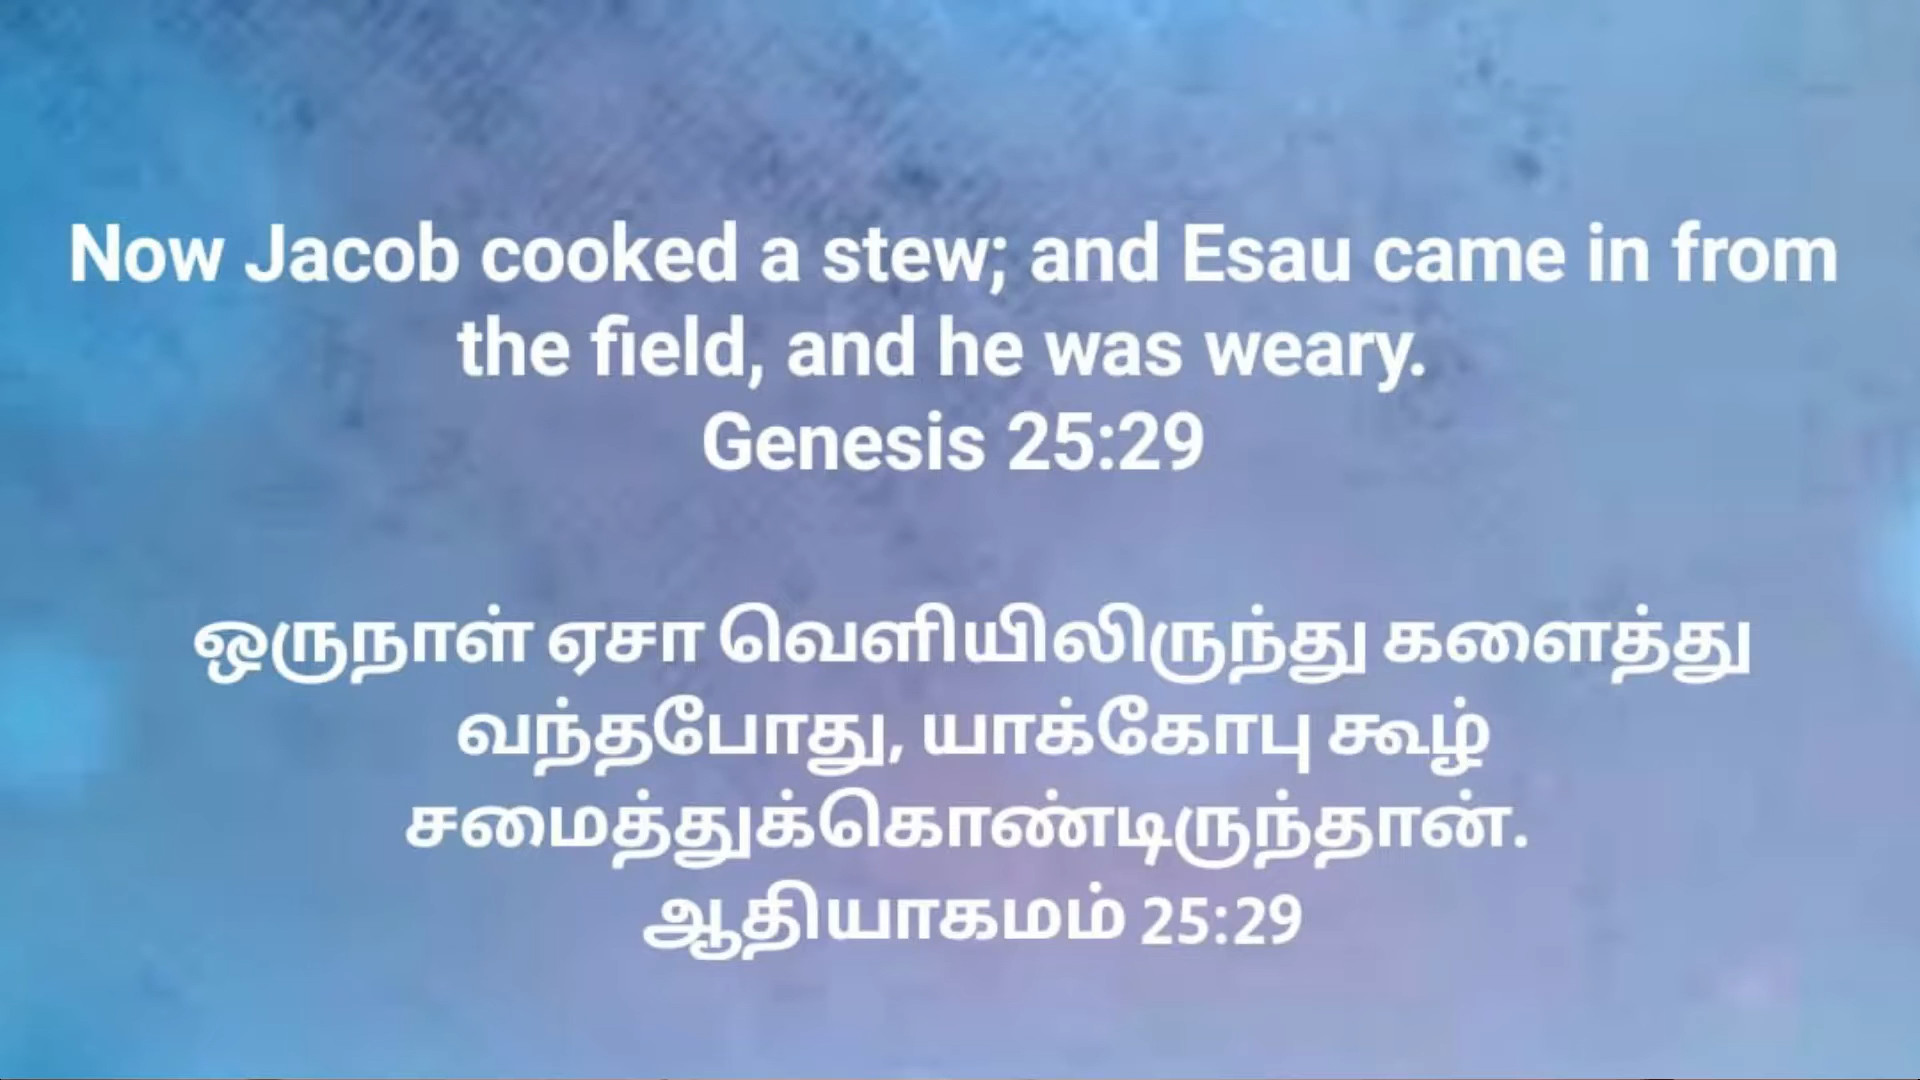 Now Jacob cooked a stew; and Esau came in from
the field, and he was weary.
Genesis 25:29
ஒருநாள் ஏசா வெளியிலிருந்து களைத்து
வந்தபோது, யாக்கோபு கூழ்
சமைத்துக்கொண்டிருந்தான்.
ஆதியாகமம் 25:29